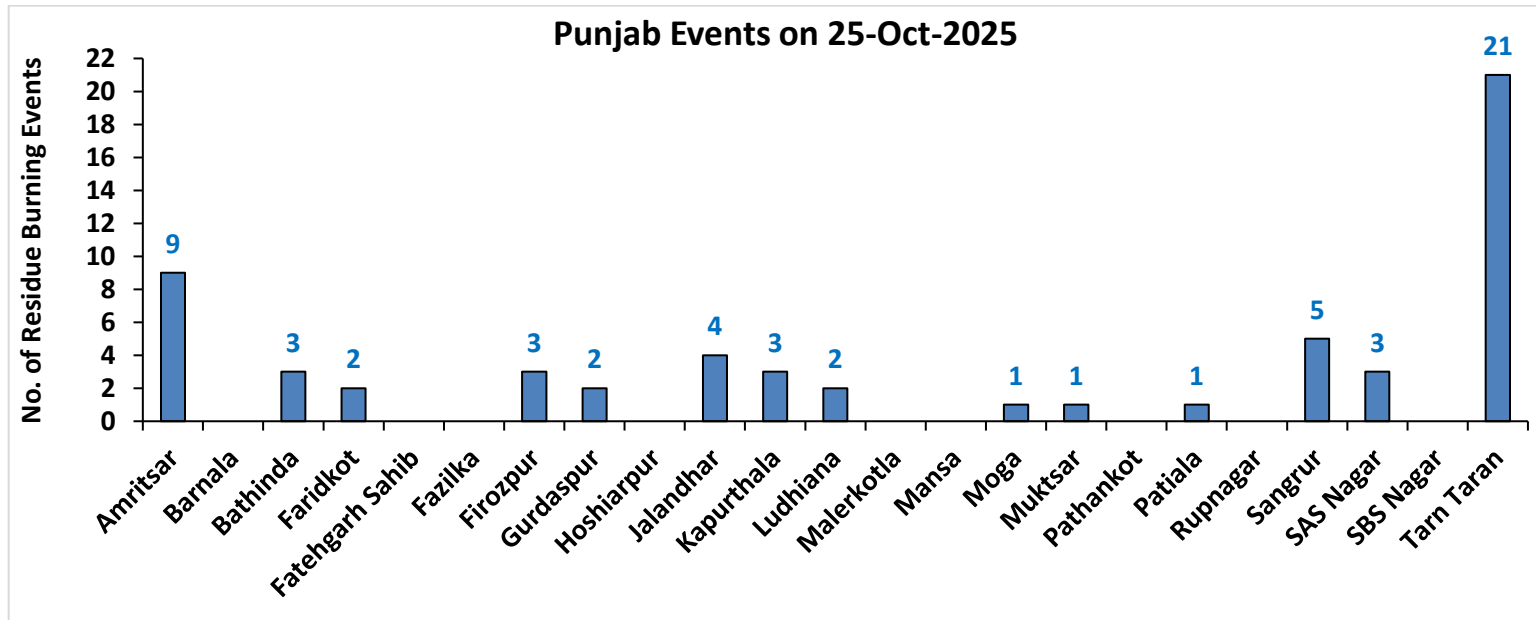 Punjab Events on 25-Oct-2025
No. of Residue Burning Events
22
20
18
16
14
12
10
8
6
4
2
0
9
3
2
3
2
4
3
2
1
1
1
5
3
21
Amritsar
Barnala
Bathinda
Faridkot
Fatehgarh Sahib
Fazilka
Firozpur
Gurdaspur
Hoshiarpur
Jalandhar
Kapurthala
Ludhiana
Malerkotla
Mansa
Moga
Muktsar
Pathankot
Patiala
Rupnagar
Sangrur
SAS Nagar
SBS Nagar
Tarn Taran